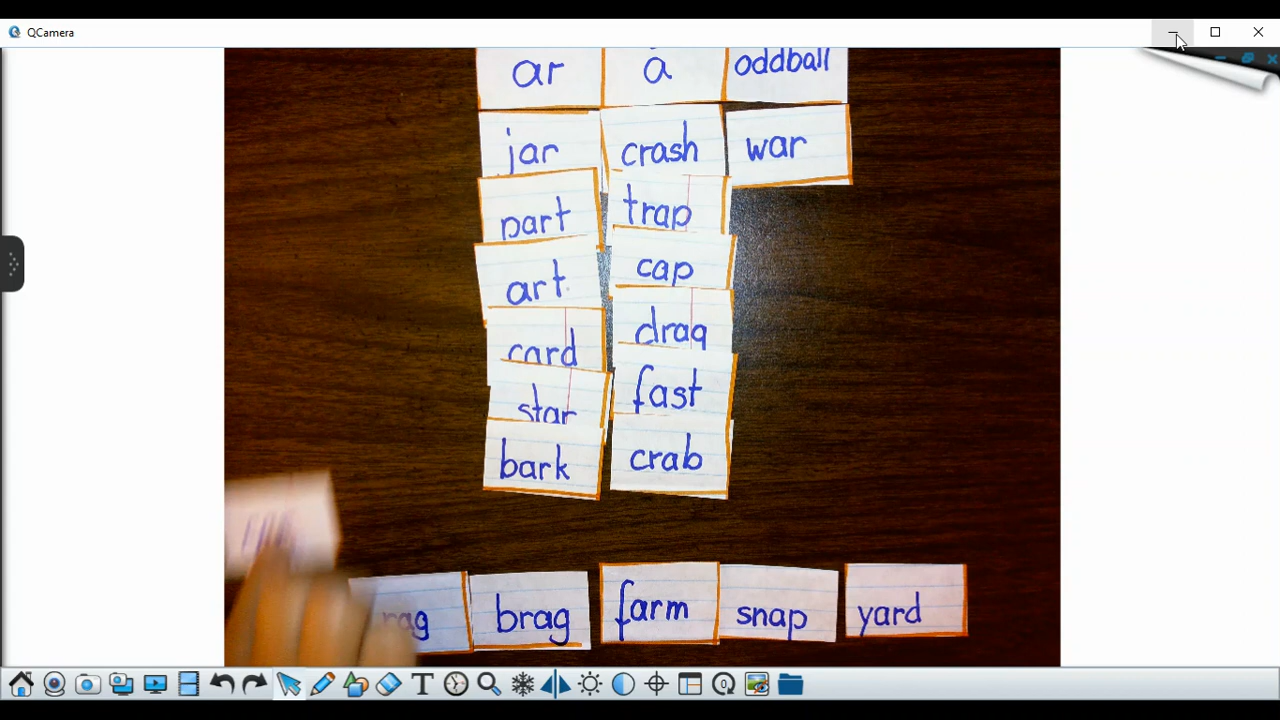 QCamera
ar ă oddball
jar crash war
part trap
art cap
card drag
star fast
bark crab
rag brag farm snap yard